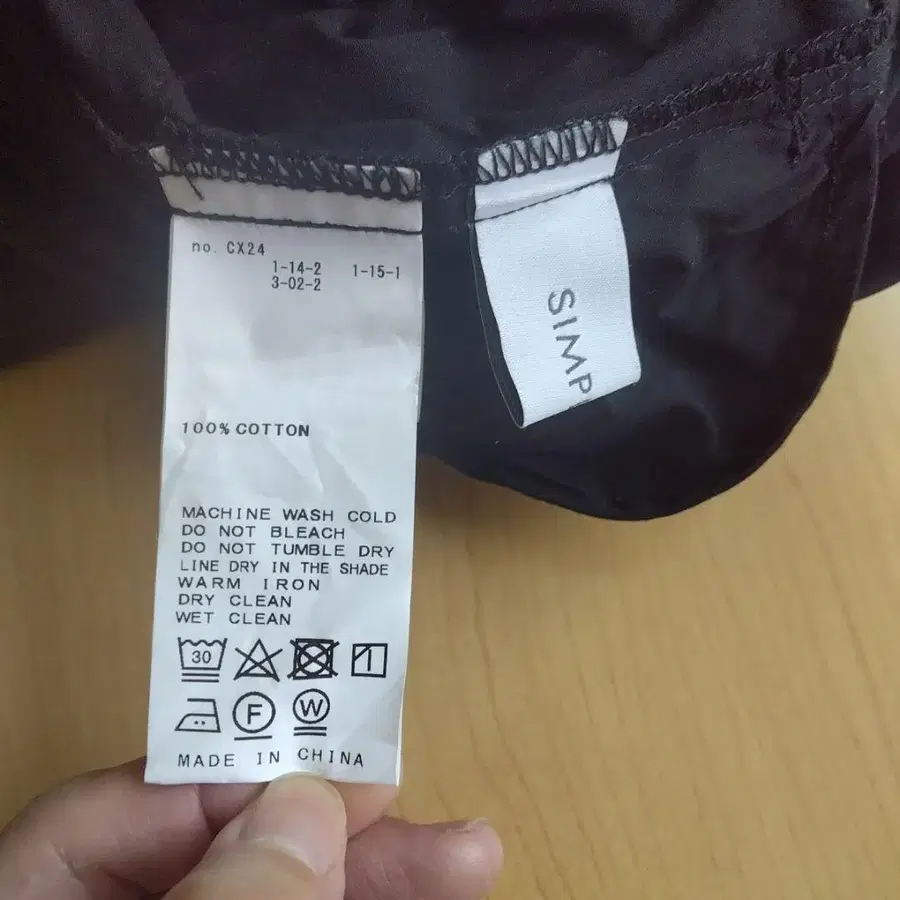 no. CX24
1-14-2 1-15-1
3-02-2
100% COTTON
MACHINE WASH COLD
DO NOT BLEACH
DO NOT TUMBLE DRY
LINE DRY IN THE SHADE
WARM IRON
DRY CLEAN
WET CLEAN
30
F W
MADE IN CHINA
SIMP